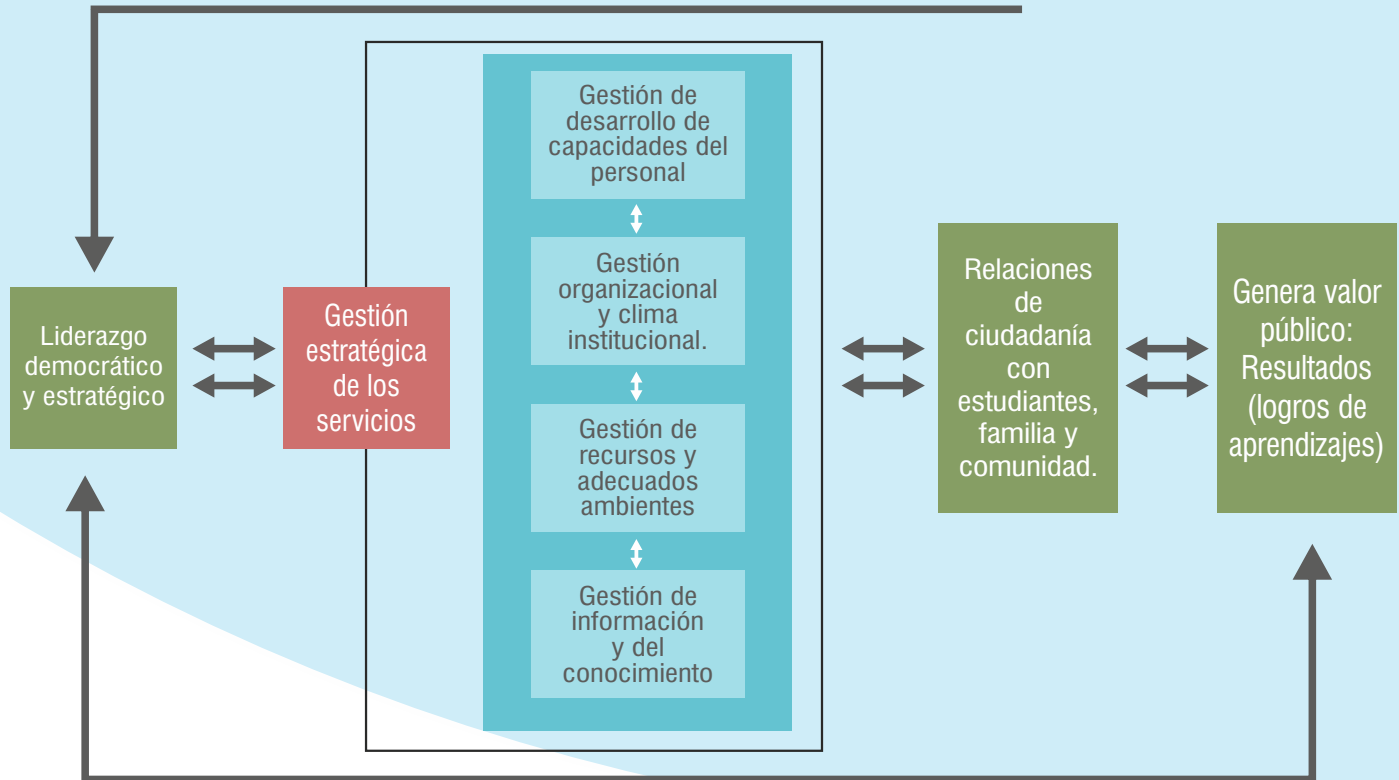 Liderazgo
democrático
y estratégico
Gestión
estratégica
de los
servicios
Gestión de
desarrollo de
capacidades del
personal
Gestión
organizacional
y clima
institucional.
Gestión de
recursos y
adecuados
ambientes
Gestión de
información
y del
conocimiento
Relaciones
de
ciudadanía
con
estudiantes,
familia y
comunidad.
Genera valor
público:
Resultados
(logros de
aprendizajes)